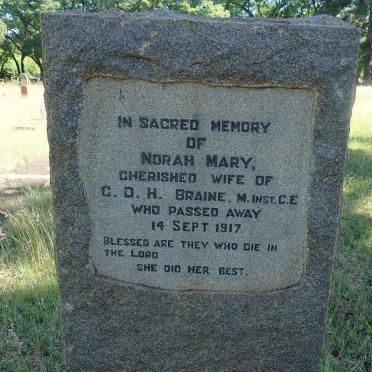 IN SACRED MEMORY
OF
NORAH MARY,
CHERISHED WIFE OF
C. D. H. BRAINE, M.INST.C.E
WHO PASSED AWAY
14 SEPT 1917.
BLESSED ARE THEY WHO DIE IN
THE LORD
SHE DID HER BEST.